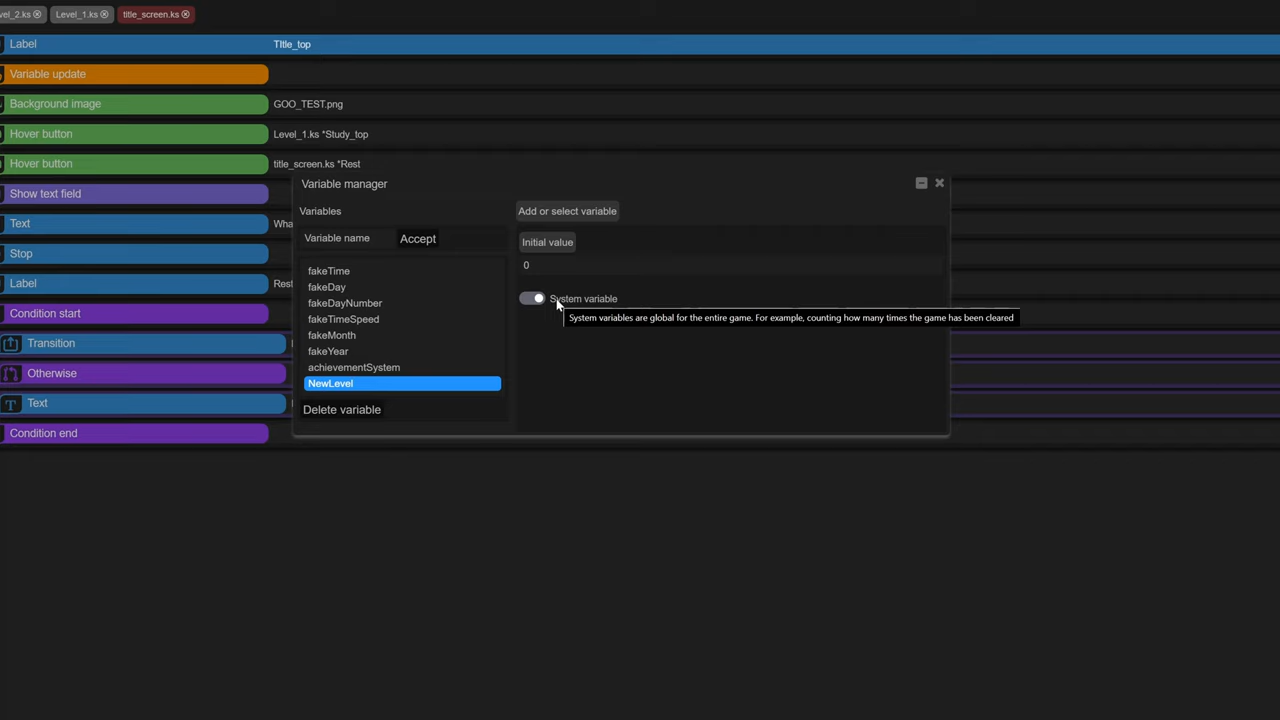 vel_2.ks
Level_1.ks
title_screen.ks
Label
TItle_top
Variable update
Background image
GOO_TEST.png
Hover button
Level_1.ks *Study_top
Hover button
title_screen.ks *Rest
Show text field
Text
Wha
Stop
Label
Rest
Condition start
Transition
Otherwise
Text
Condition end
Variable manager
Variables
Add or select variable
Variable name
Accept
Initial value
0
System variable
System variables are global for the entire game. For example, counting how many times the game has been cleared
fakeTime
fakeDay
fakeDayNumber
fakeTimeSpeed
fakeMonth
fakeYear
achievementSystem
NewLevel
Delete variable